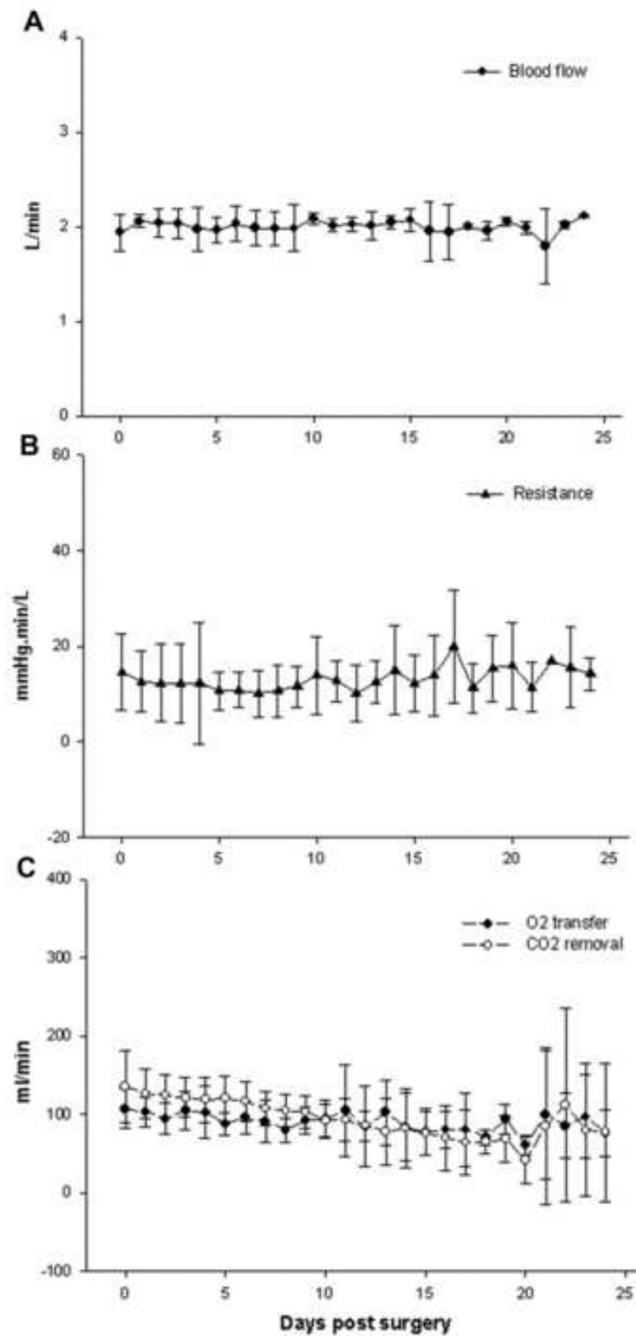 A
4
Blood flow
3
L/min
2
1
0
0 5 10 15 20 25
B
60
Resistance
40
mmHg.min/L
20
0
-20
0 5 10 15 20 25
C
400
O2 transfer
CO2 removal
300
200
ml/min
100
0
-100
0 5 10 15 20 25
Days post surgery